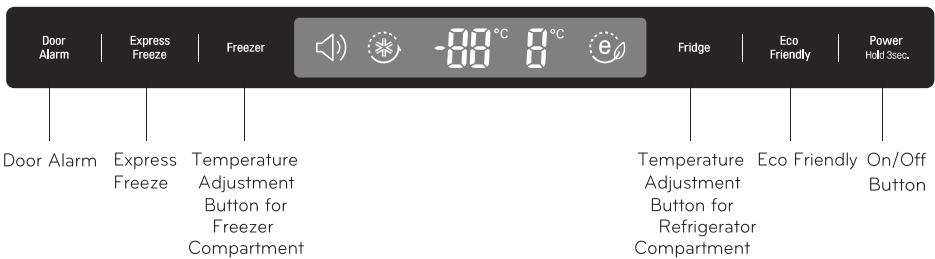 Door
Alarm
Express
Freeze
Freezer
-88°C
8°C
e
Fridge
Eco
Friendly
Power
Hold 3sec.
Door Alarm
Express
Freeze
Temperature
Adjustment
Button for
Freezer
Compartment
Temperature
Adjustment
Button for
Refrigerator
Compartment
Eco Friendly
On/Off
Button